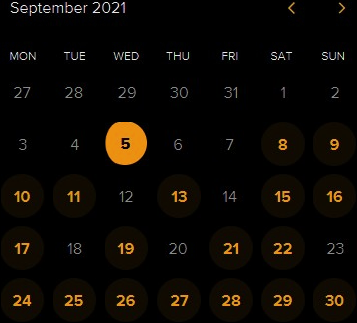 September 2021
MON TUE WED THU FRI SAT SUN
27 28 29 30 31 1 2
3 4 5 6 7 8 9
10 11 12 13 14 15 16
17 18 19 20 21 22 23
24 25 26 27 28 29 30